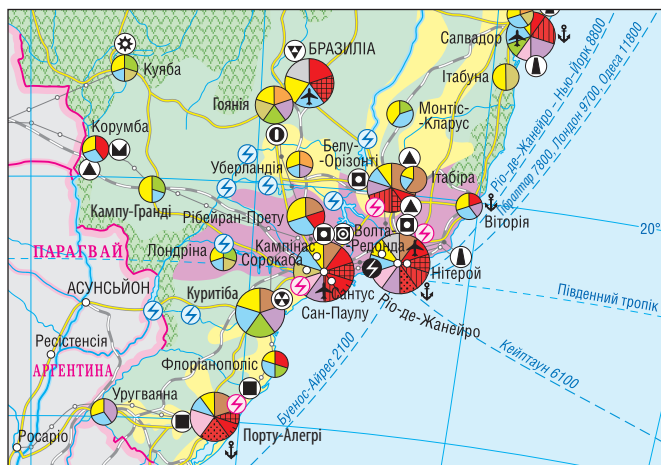 Салвадор
БРАЗИЛІА
Куяба
Ітабуна
Гоянія
Монтіс-
Кларус
Корумба
Белу-
Оризонті
Уберландія
Ітабіра
Кампу-Гранді
Рібейран-Прету
Віторія
20°
ПАРАГВАЙ
Лондріна
Кампінас
Волта-
Редонда
Сорокаба
Нітерой
АСУНСЬЙОН
Куритіба
Сантус
Сан-Паулу
Ріо-де-Жанейро
Південний тропік
Ресістенсія
Флоріанополіс
АРГЕНТИНА
Уругваяна
Порту-Алегрі
Росаріо
Ріо-де-Жанейро – Нью-Йорк 8800
7800, Лондон 9700, Одеса 11800
Кейптаун 6100
Буенос-Айрес 2100